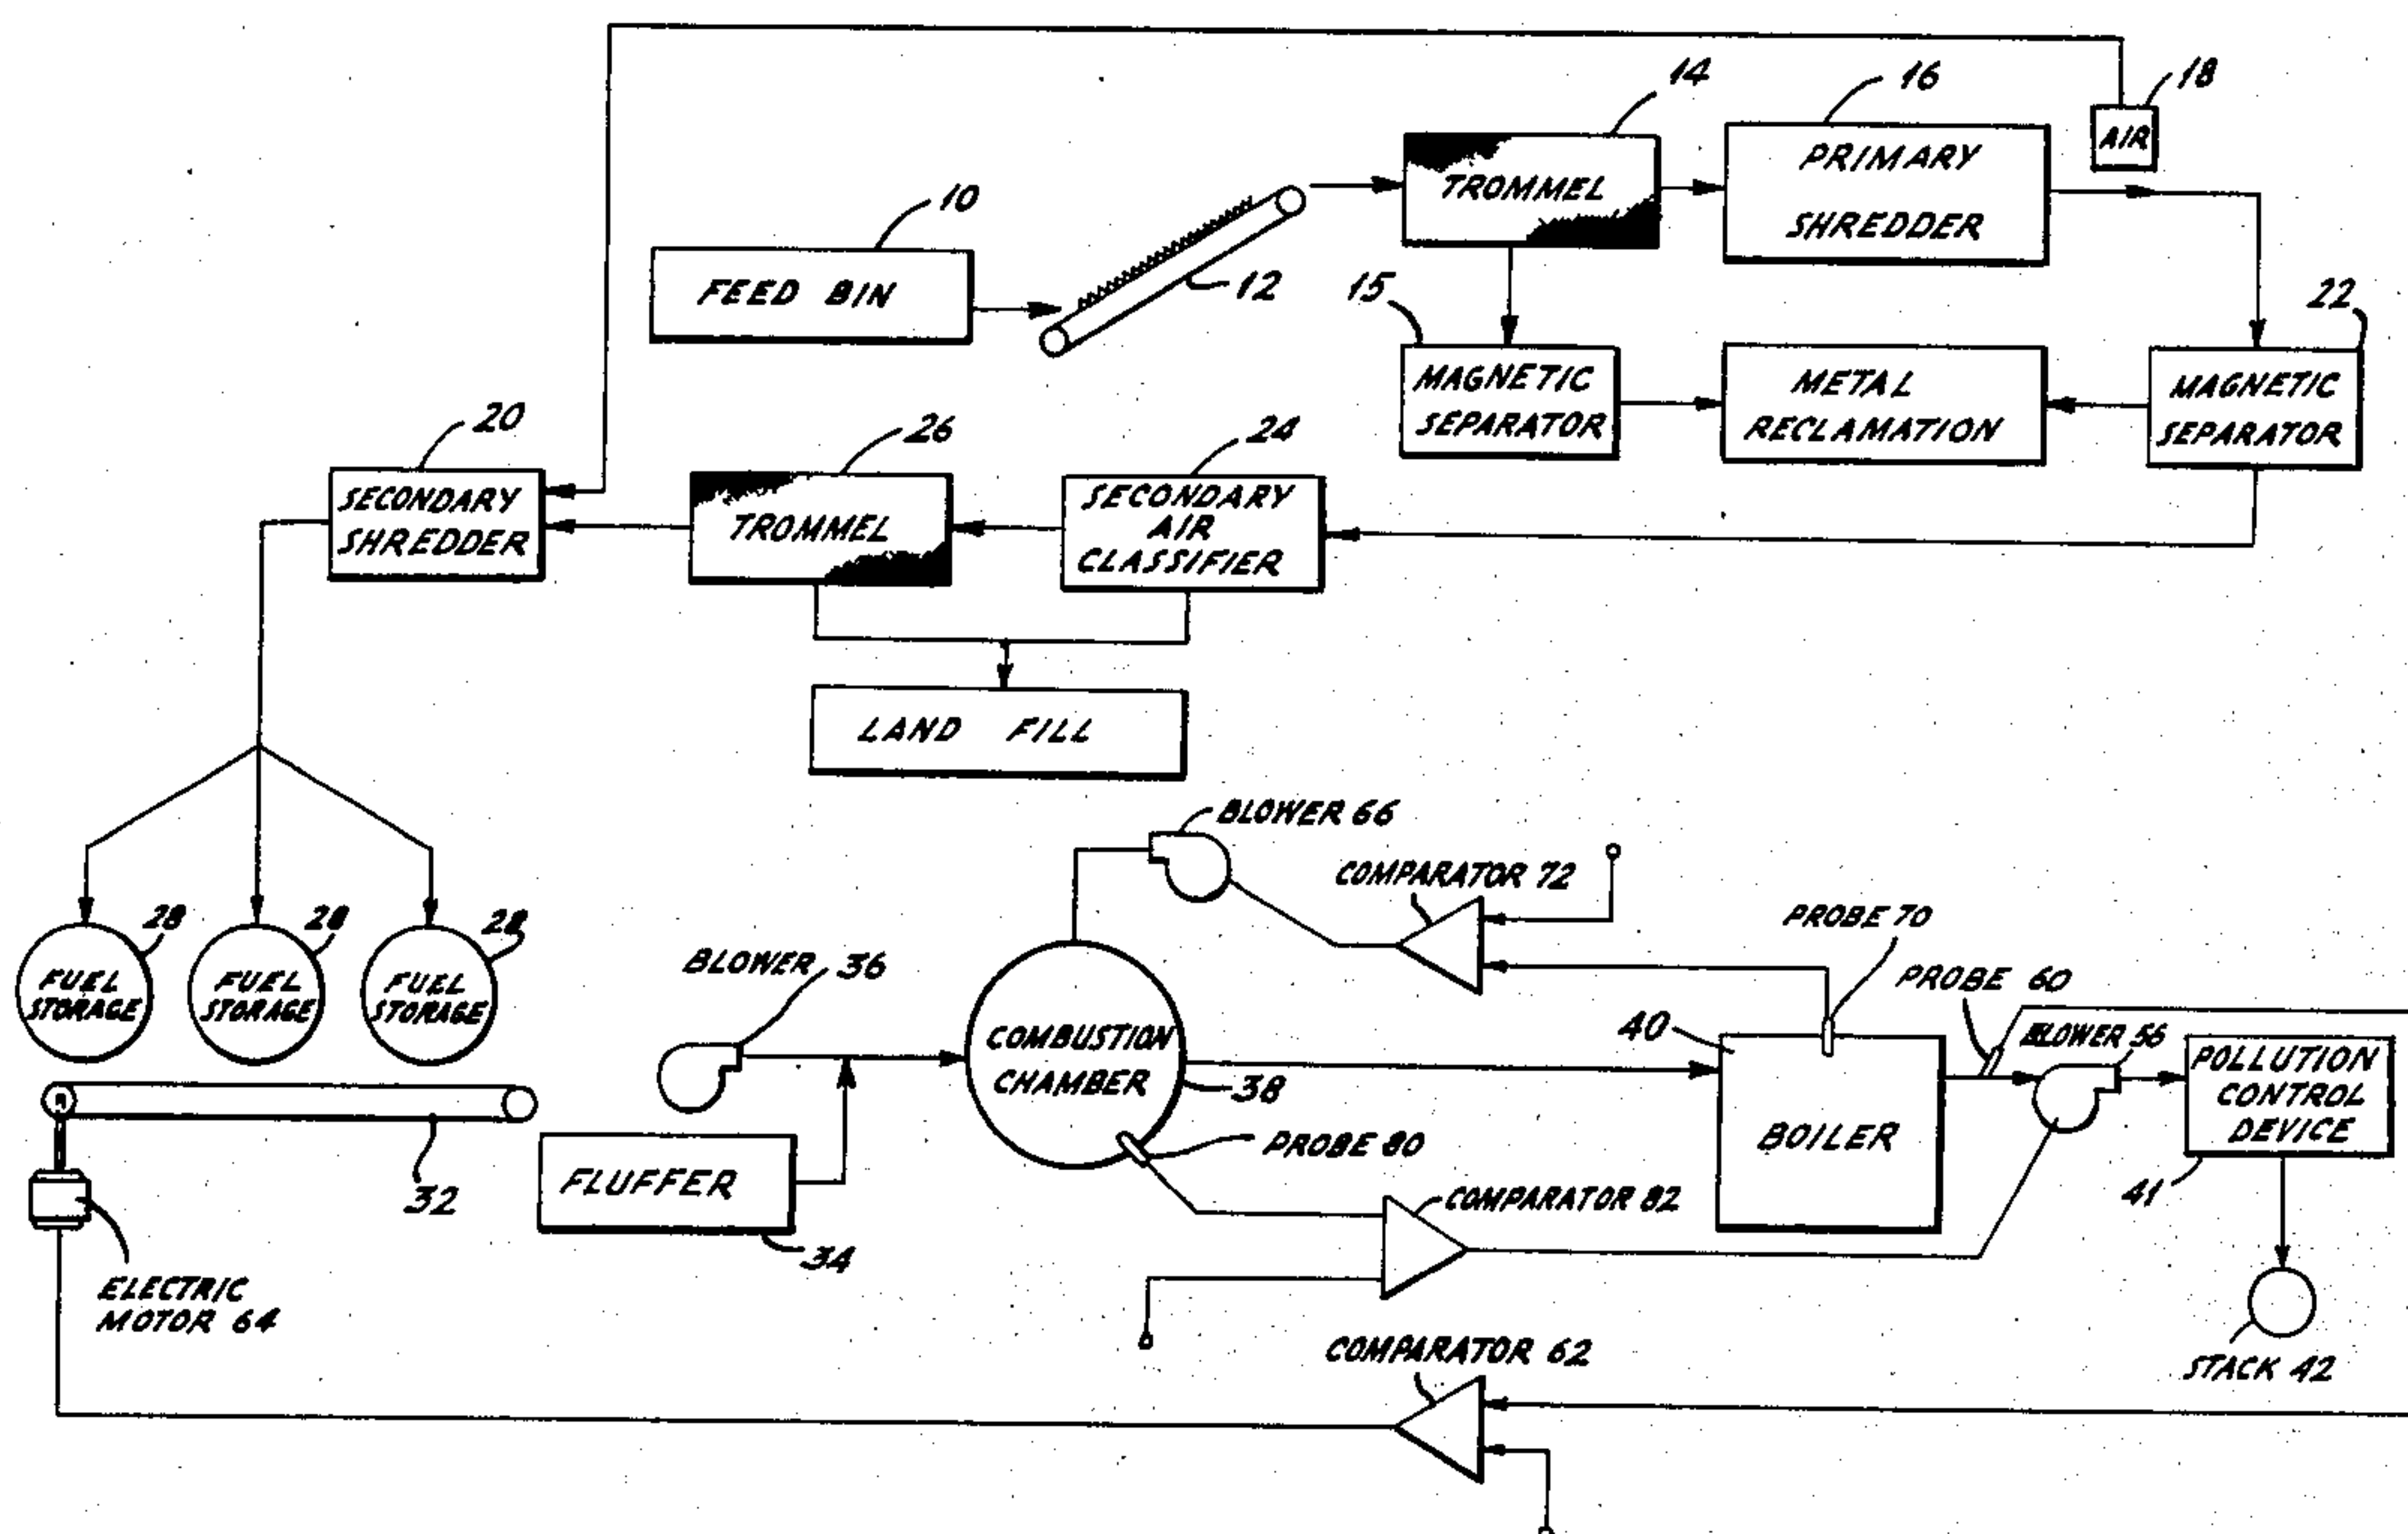 14
16
18
AIR
10
TROMMEL
PRIMARY
SHREDDER
FEED BIN
12
15
22
MAGNETIC
SEPARATOR
METAL
RECLAMATION
MAGNETIC
SEPARATOR
20
26
24
SECONDARY
SHREDDER
TROMMEL
SECONDARY
AIR
CLASSIFIER
LAND FILL
BLOWER 66
COMPARATOR 72
PROBE 70
28
28
28
FUEL
STORAGE
FUEL
STORAGE
FUEL
STORAGE
BLOWER 36
PROBE 60
COMBUSTION
CHAMBER
38
40
BLOWER 56
BOILER
POLLUTION
CONTROL
DEVICE
41
32
FLUFFER
34
PROBE 80
COMPARATOR 82
ELECTRIC
MOTOR 64
COMPARATOR 62
STACK 42